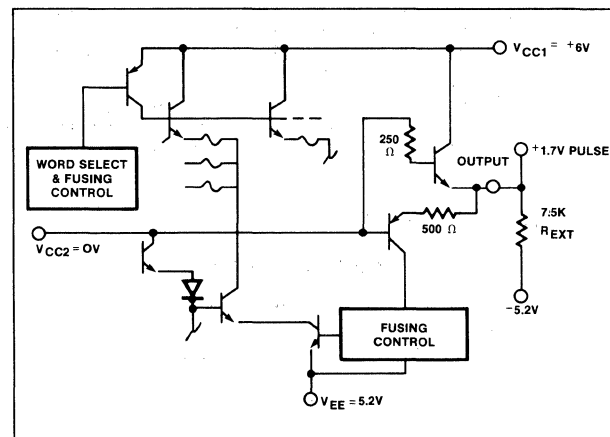 VCC1 = +6V
250
Ω
OUTPUT
+1.7V PULSE
WORD SELECT
& FUSING
CONTROL
7.5K
REXT
500 Ω
VCC2= 0V
-5.2V
FUSING
CONTROL
VEE = 5.2V